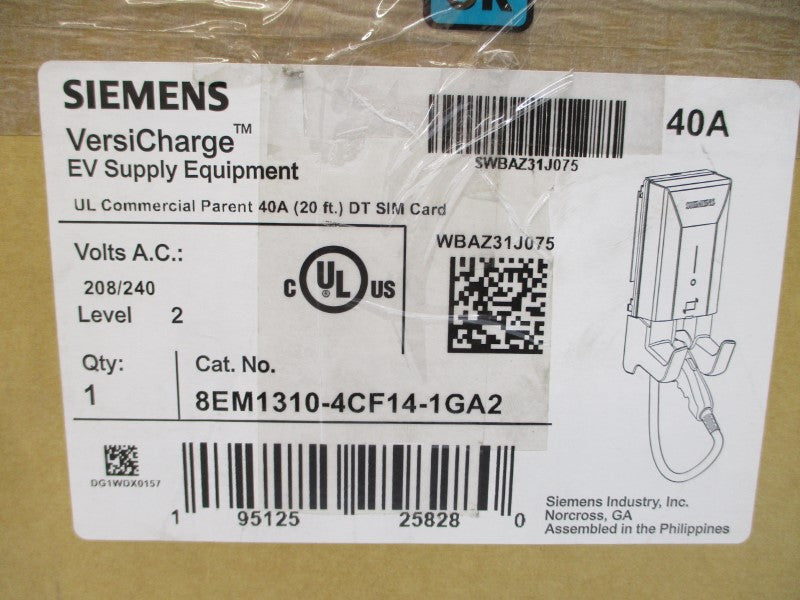 OK
SIEMENS
VersiCharge™
EV Supply Equipment
UL Commercial Parent 40A (20 ft.) DT SIM Card
SWBAZ31J075
40A
Volts A.C.:
208/240
Level 2
C UL US
®
WBAZ31J075
SIEMENS
Qty:
1
Cat. No.
8EM1310-4CF14-1GA2
DG1WDX0157
1 95125 25828 0
Siemens Industry, Inc.
Norcross, GA
Assembled in the Philippines